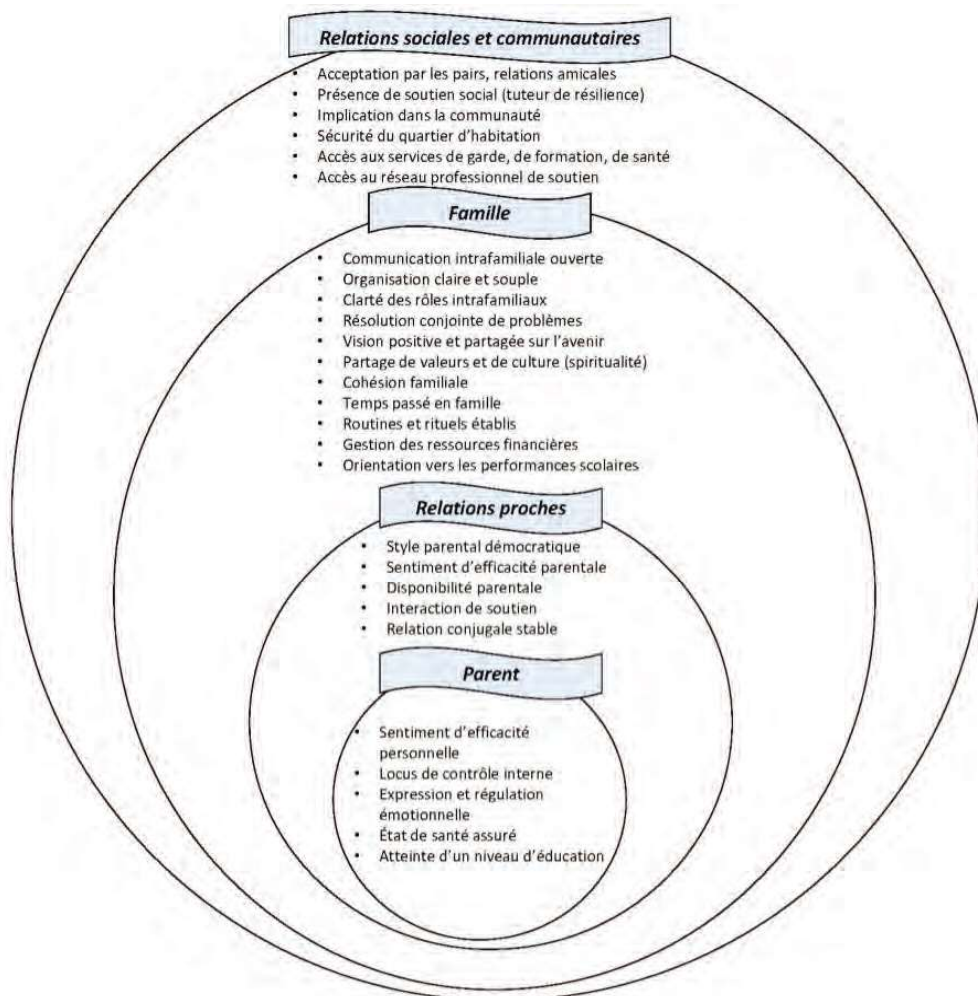 Relations sociales et communautaires
• Acceptation par les pairs, relations amicales
• Présence de soutien social (tuteur de résilience)
• Implication dans la communauté
• Sécurité du quartier d'habitation
• Accès aux services de garde, de formation, de santé
• Accès au réseau professionnel de soutien
Famille
• Communication intrafamiliale ouverte
• Organisation claire et souple
• Clarté des rôles intrafamiliaux
• Résolution conjointe de problèmes
• Vision positive et partagée sur l'avenir
• Partage de valeurs et de culture (spiritualité)
• Cohésion familiale
• Temps passé en famille
• Routines et rituels établis
• Gestion des ressources financières
• Orientation vers les performances scolaires
Relations proches
• Style parental démocratique
• Sentiment d'efficacité parentale
• Disponibilité parentale
• Interaction de soutien
• Relation conjugale stable
Parent
• Sentiment d'efficacité
personnelle
• Locus de contrôle interne
• Expression et régulation
émotionnelle
• État de santé assuré
• Atteinte d'un niveau d'éducation